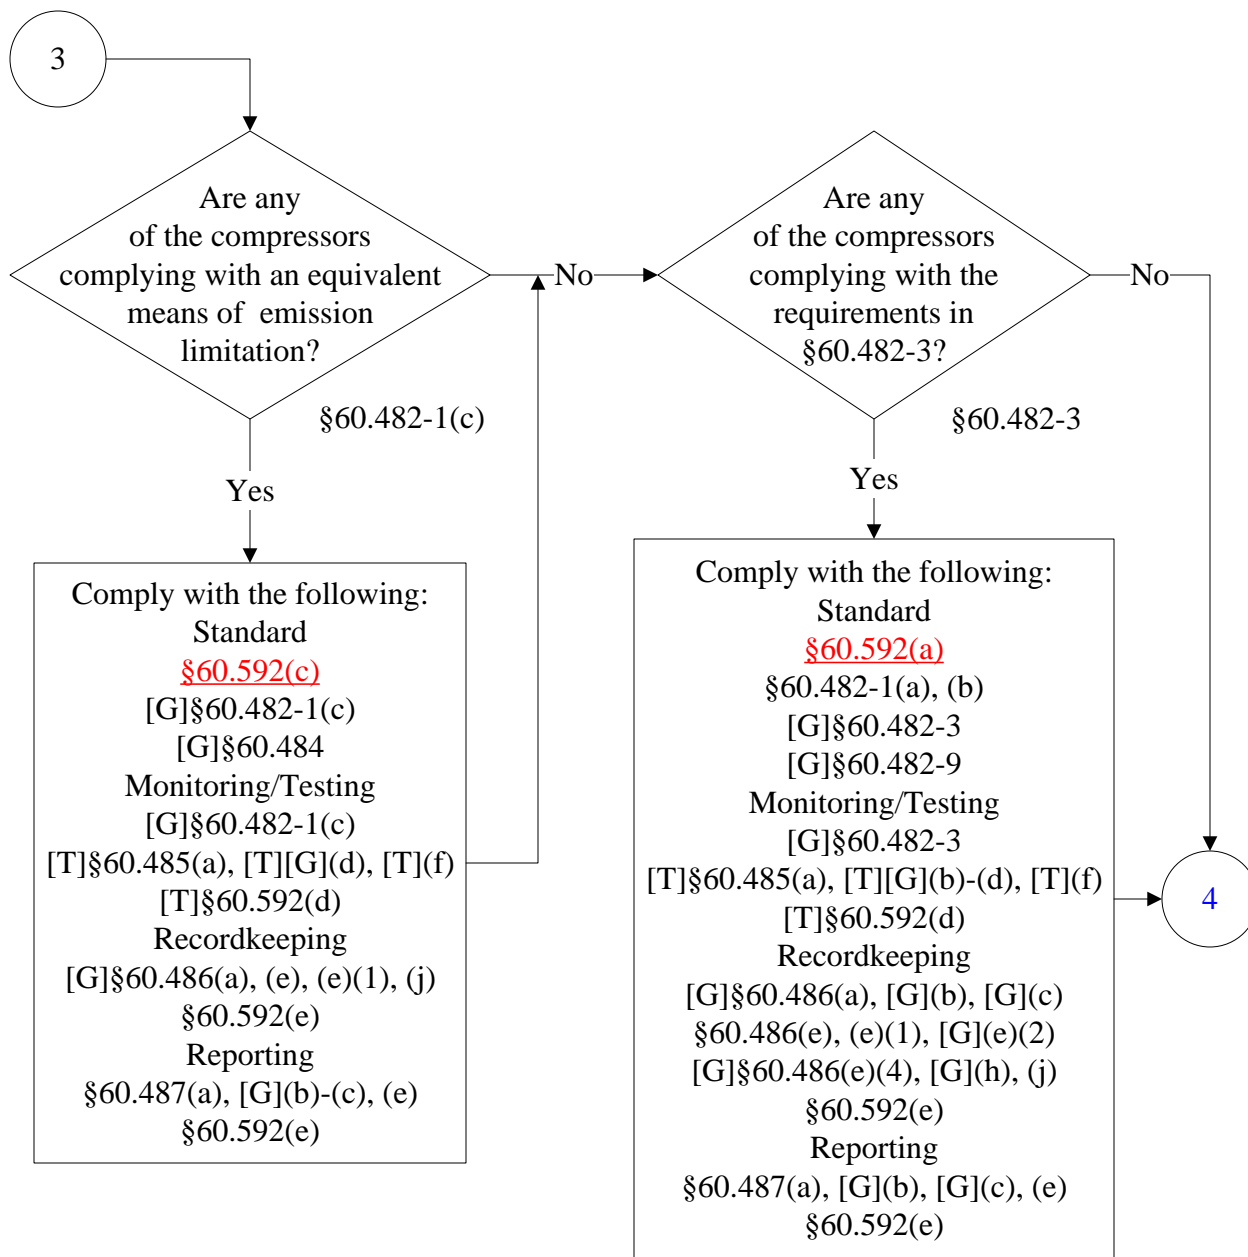 3
Are any
of the compressors
complying with an equivalent
means of emission
limitation?
No
§60.482-1(c)
Yes
Comply with the following:
Standard
§60.592(c)
[G]§60.482-1(c)
[G]§60.484
Monitoring/Testing
[G]§60.482-1(c)
[T]§60.485(a), [T][G](d), [T](f)
[T]§60.592(d)
Recordkeeping
[G]§60.486(a), (e), (e)(1), (j)
§60.592(e)
Reporting
§60.487(a), [G](b)-(c), (e)
§60.592(e)
Are any
of the compressors
complying with the
requirements in
§60.482-3?
No
§60.482-3
Yes
Comply with the following:
Standard
§60.592(a)
§60.482-1(a), (b)
[G]§60.482-3
[G]§60.482-9
Monitoring/Testing
[G]§60.482-3
[T]§60.485(a), [T][G](b)-(d), [T](f)
[T]§60.592(d)
Recordkeeping
[G]§60.486(a), [G](b), [G](c)
§60.486(e), (e)(1), [G](e)(2)
[G]§60.486(e)(4), [G](h), (j)
§60.592(e)
Reporting
§60.487(a), [G](b), [G](c), (e)
§60.592(e)
4